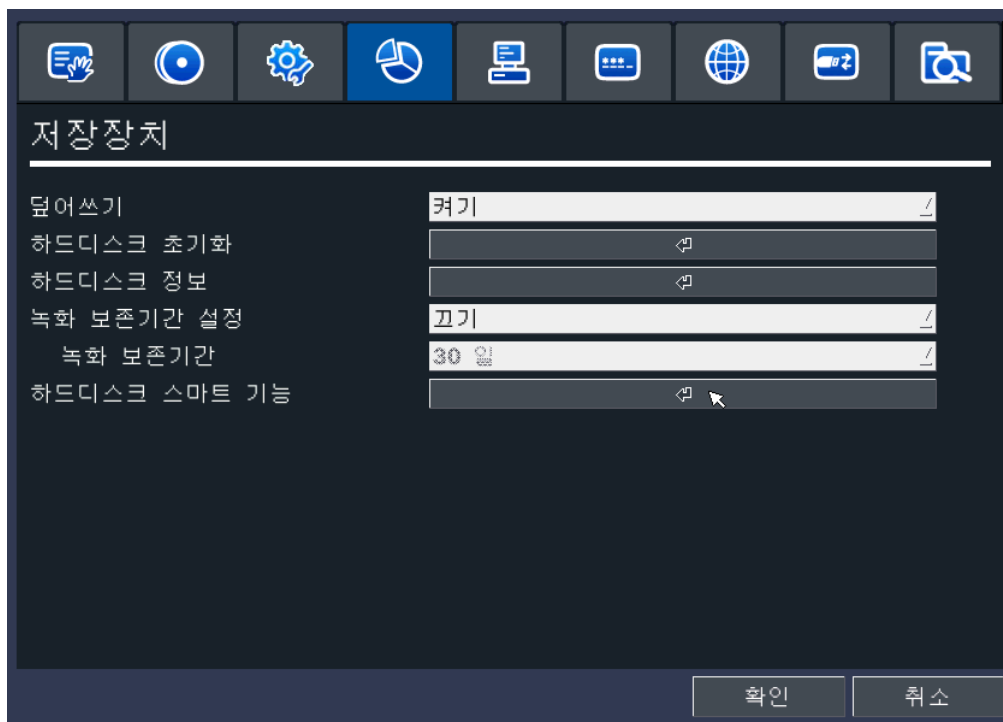 저장장치
덮어쓰기 켜기
하드디스크 초기화
하드디스크 정보
녹화 보존기간 설정 끄기
녹화 보존기간 30 일
하드디스크 스마트 기능
확인 취소